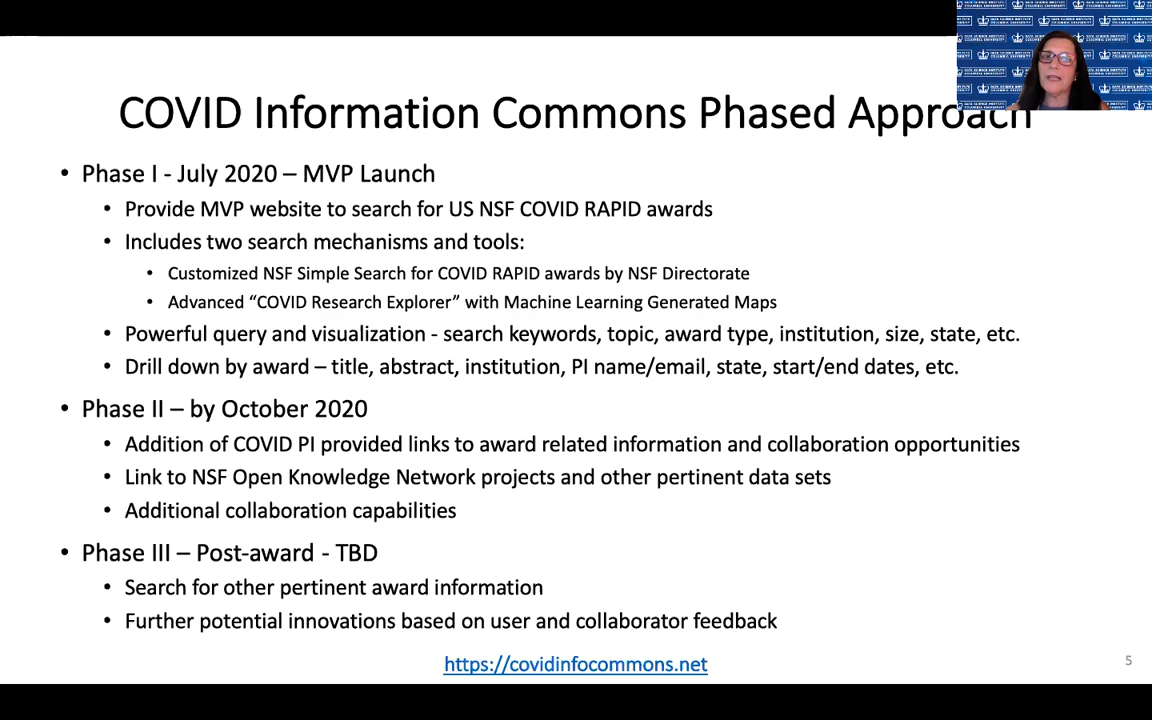 COVID Information Commons Phased Approach
• Phase I - July 2020 – MVP Launch
• Provide MVP website to search for US NSF COVID RAPID awards
• Includes two search mechanisms and tools:
• Customized NSF Simple Search for COVID RAPID awards by NSF Directorate
• Advanced “COVID Research Explorer” with Machine Learning Generated Maps
• Powerful query and visualization - search keywords, topic, award type, institution, size, state, etc.
• Drill down by award – title, abstract, institution, PI name/email, state, start/end dates, etc.
• Phase II – by October 2020
• Addition of COVID PI provided links to award related information and collaboration opportunities
• Link to NSF Open Knowledge Network projects and other pertinent data sets
• Additional collaboration capabilities
• Phase III – Post-award - TBD
• Search for other pertinent award information
• Further potential innovations based on user and collaborator feedback
https://covidinfocommons.net
5